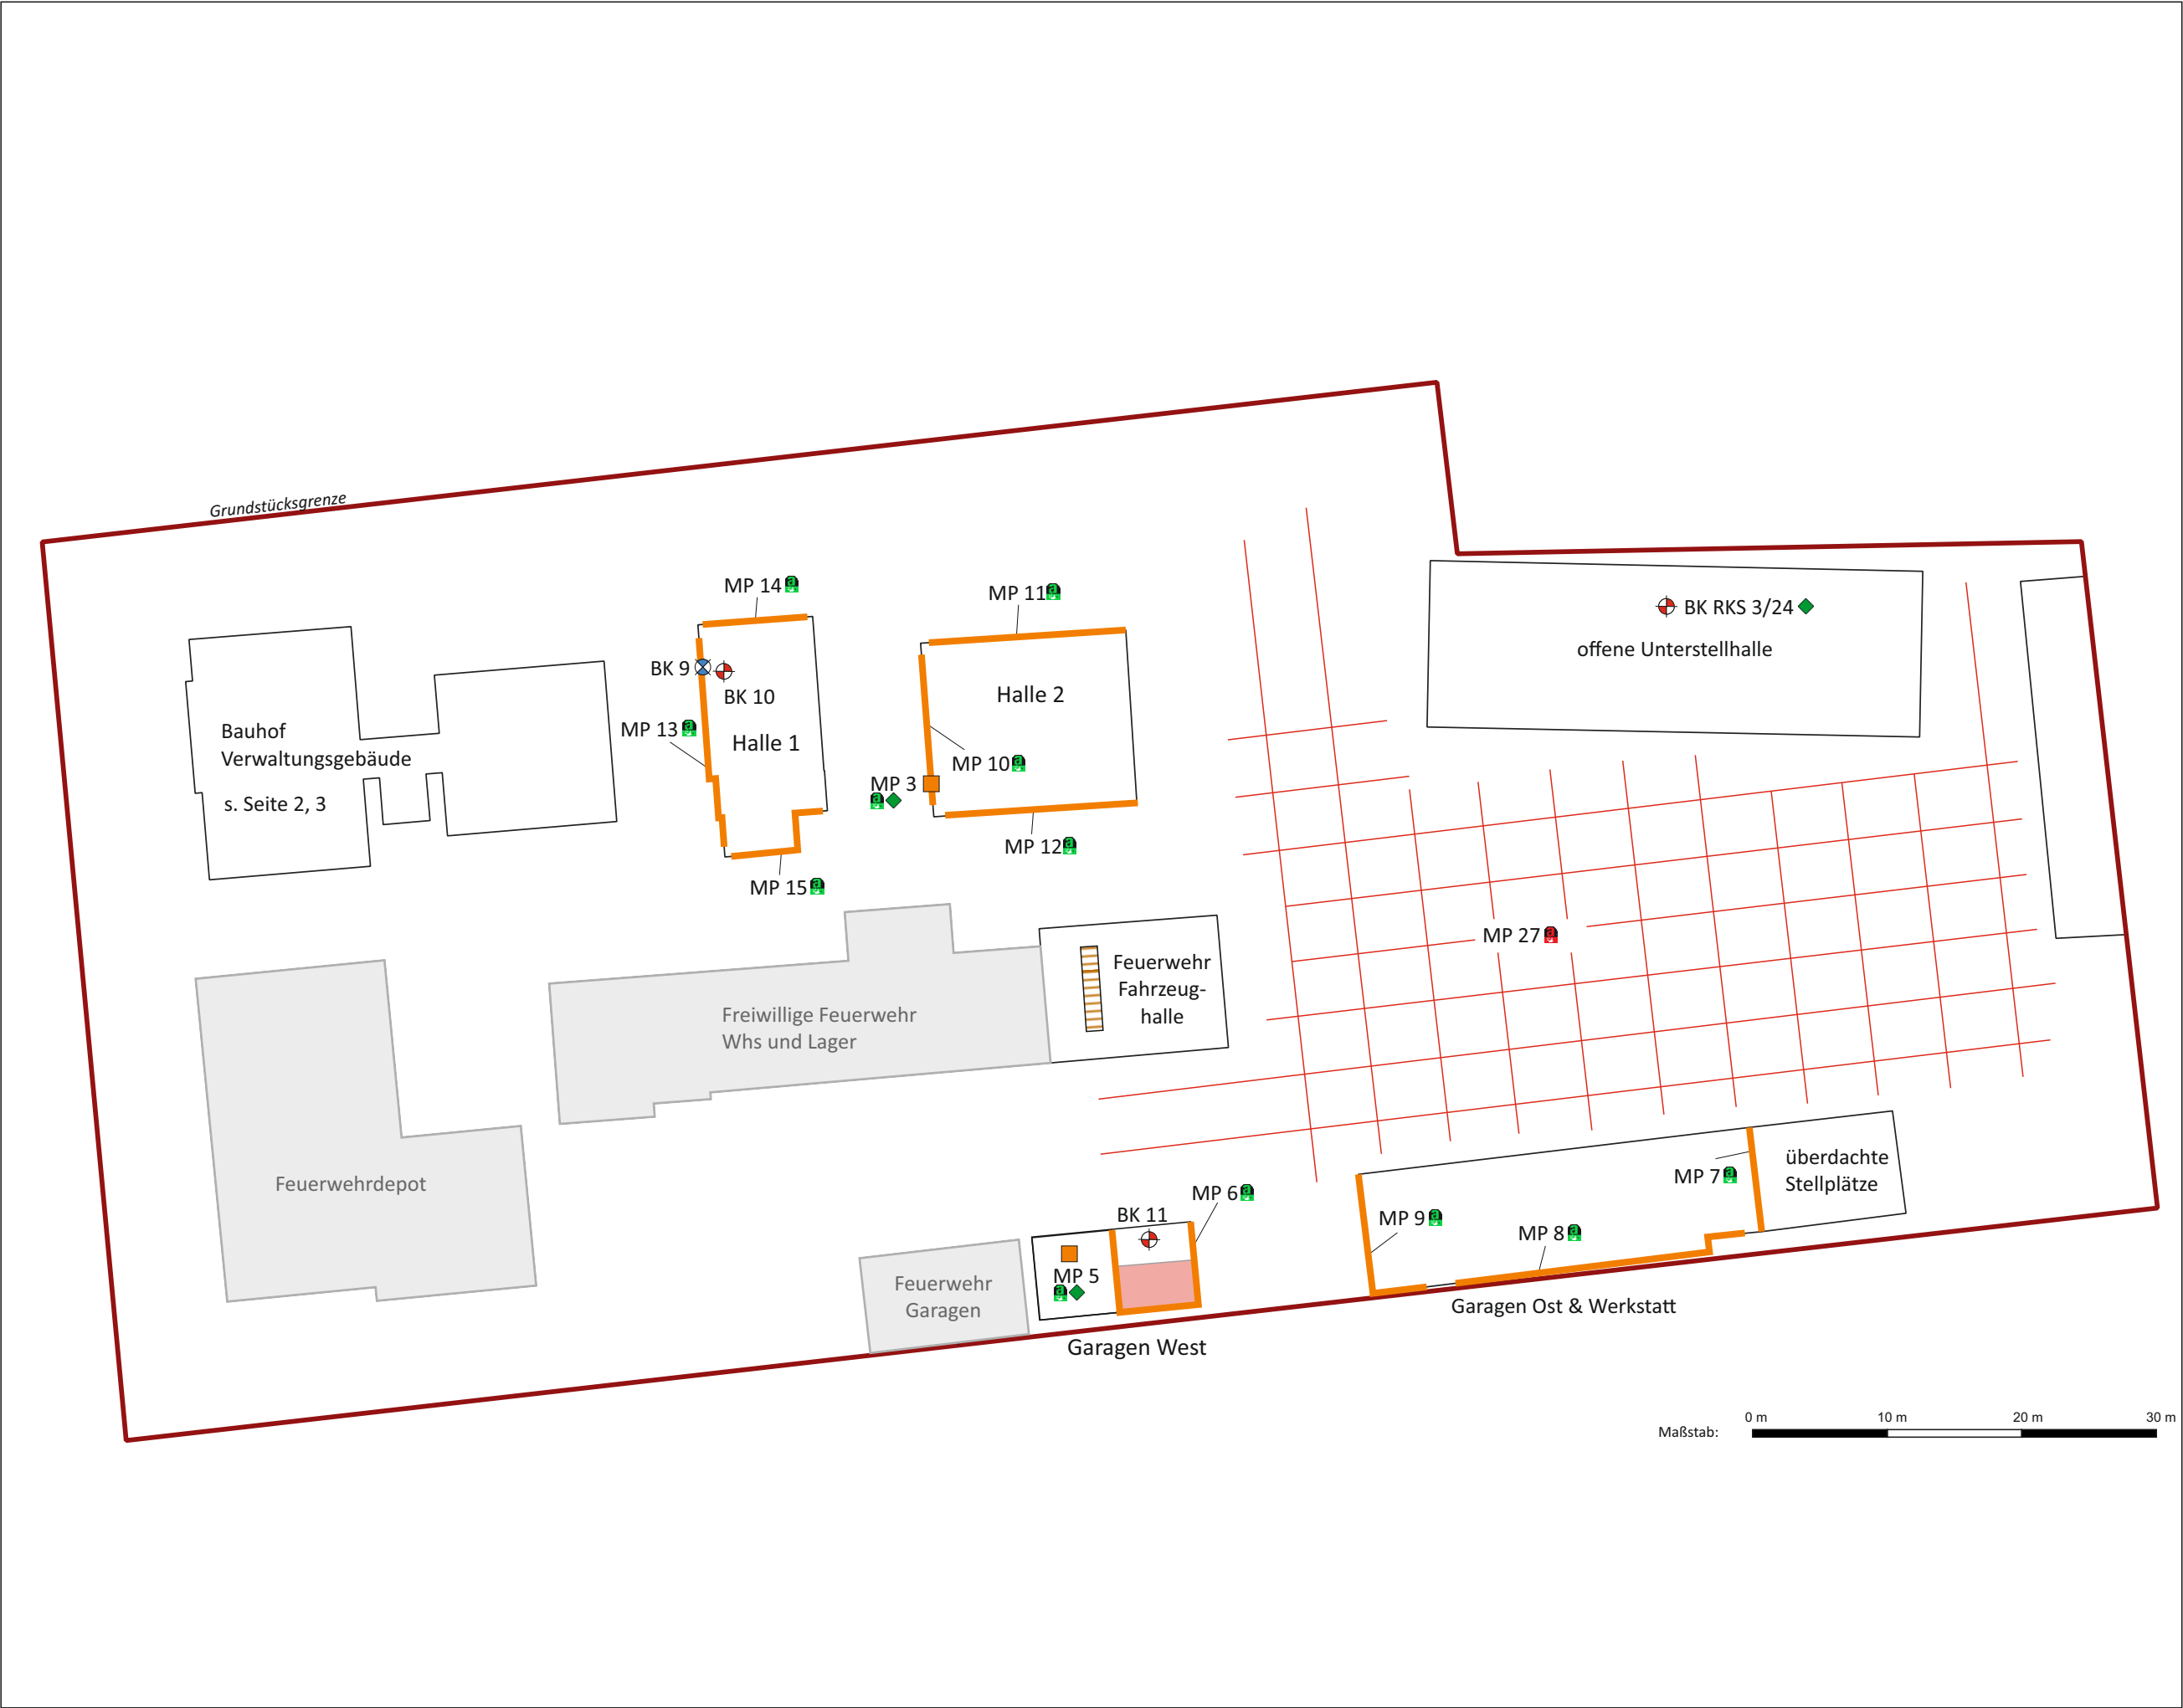 Grundstücksgrenze
MP 14 a
MP 11 a
BK RKS 3/24
offene Unterstellhalle
BK 9
BK 10
Halle 2
Bauhof
Verwaltungsgebäude
s. Seite 2, 3
MP 13 a
Halle 1
MP 10 a
MP 3
a
MP 12 a
MP 15 a
MP 27 a
Feuerwehr
Fahrzeug-
halle
Freiwillige Feuerwehr
Whs und Lager
Feuerwehrdepot
überdachte
Stellplätze
MP 7 a
MP 6 a
BK 11
MP 9 a
MP 8 a
MP 5
a
Feuerwehr
Garagen
Garagen Ost & Werkstatt
Garagen West
0 m 10 m 20 m 30 m
Maßstab: